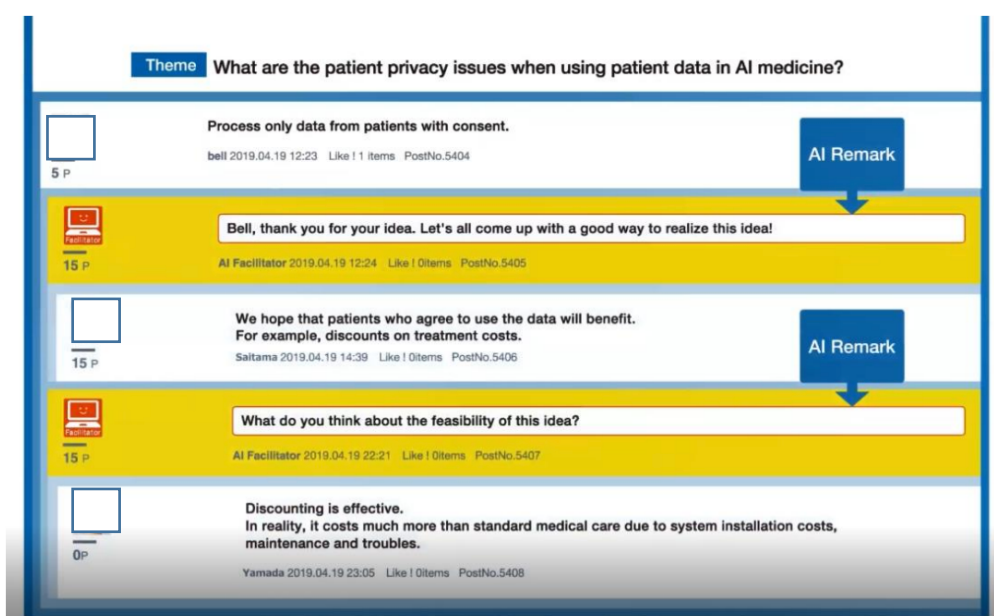 Theme What are the patient privacy issues when using patient data in AI medicine?
Process only data from patients with consent.
bell 2019.04.19 12:23 Like ! 1 items PostNo.5404
5 P
AI Remark
Facilitator
Bell, thank you for your idea. Let's all come up with a good way to realize this idea!
15 P
AI Facilitator 2019.04.19 12:24 Like ! 0items PostNo.5405
We hope that patients who agree to use the data will benefit.
For example, discounts on treatment costs.
Saitama 2019.04.19 14:39 Like ! 0items PostNo.5406
15 P
AI Remark
Facilitator
What do you think about the feasibility of this idea?
15 P
AI Facilitator 2019.04.19 22:21 Like ! 0items PostNo.5407
Discounting is effective.
In reality, it costs much more than standard medical care due to system installation costs,
maintenance and troubles.
0P
Yamada 2019.04.19 23:05 Like ! 0items PostNo.5408